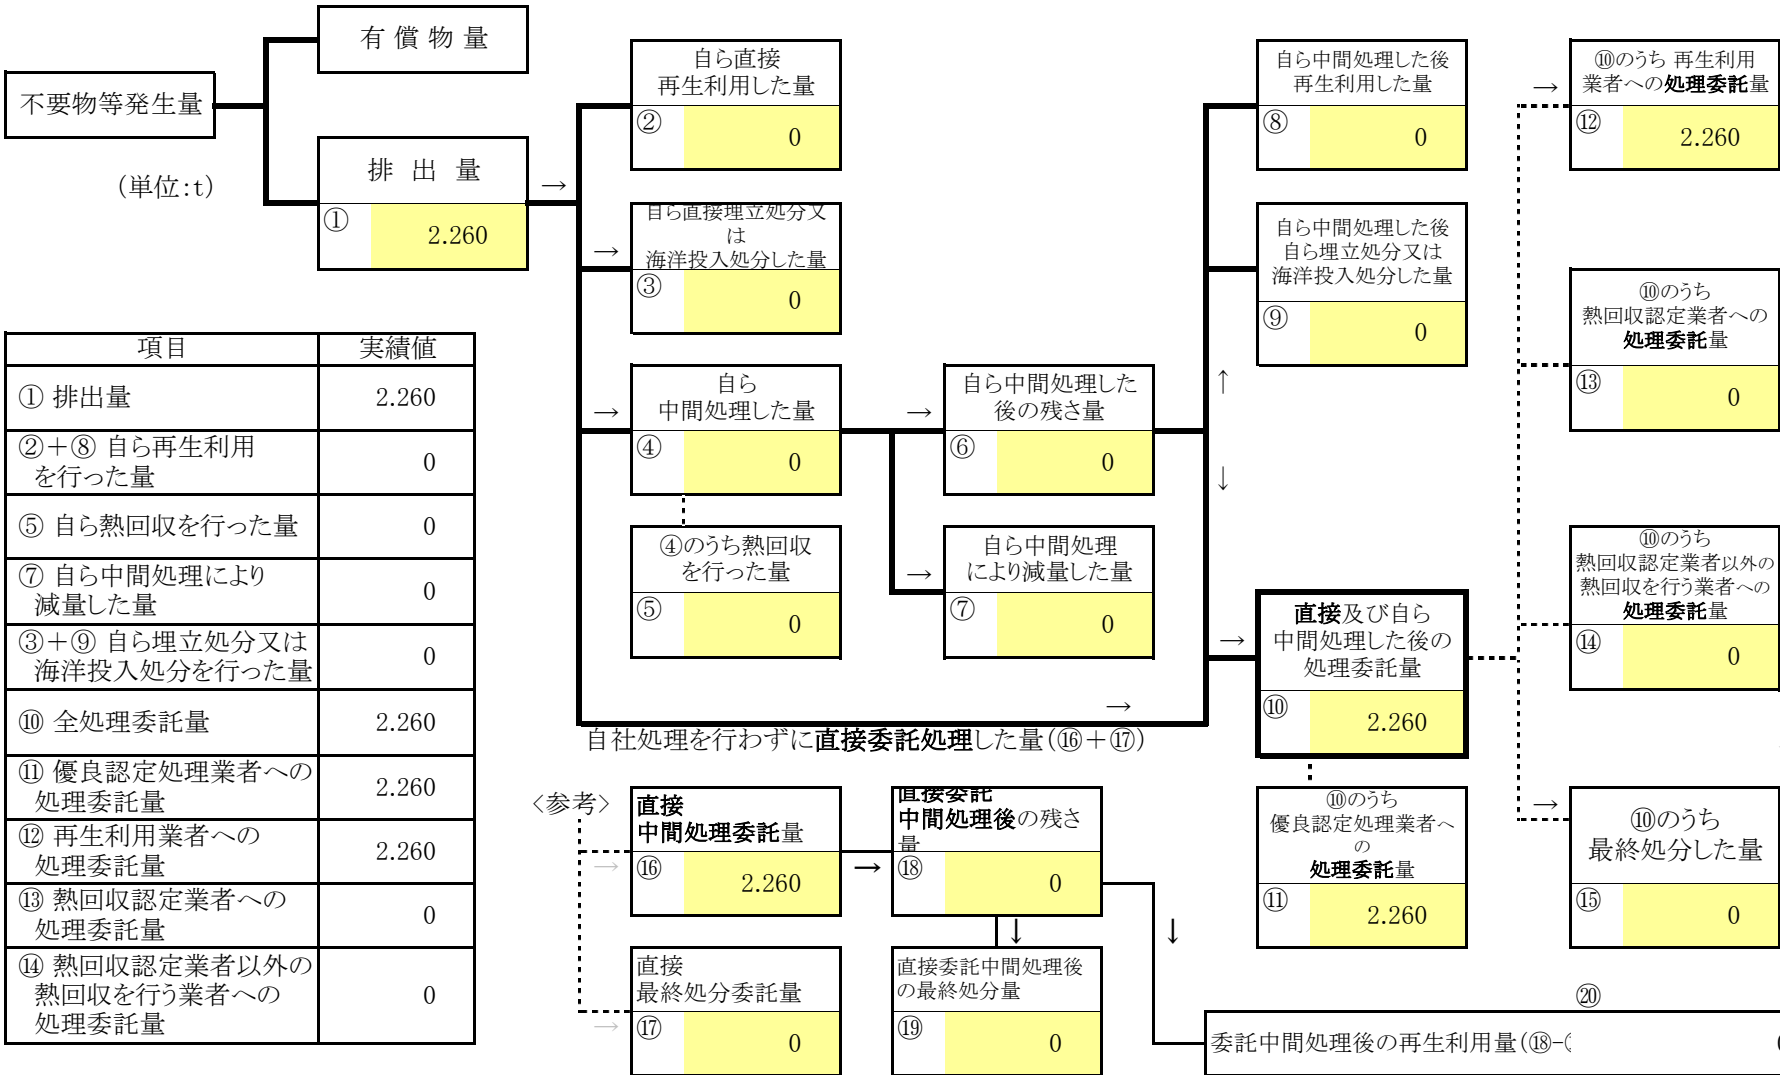 有 償 物 量
不要物等発生量
(単位:t)
排 出 量
→
①
2.260
自ら直接
再生利用した量
②
0
自ら直接埋立処分又
は
海洋投入処分した量
→
③
0
自ら
中間処理した量
→
④
0
④のうち熱回収
を行った量
⑤
0
自ら中間処理した
後の残さ量
→
⑥
0
自ら中間処理
により減量した量
→
⑦
0
自ら中間処理した後
再生利用した量
⑧
0
自ら中間処理した後
自ら埋立処分又は
海洋投入処分した量
⑨
0
↑
↓
→
直接及び自ら
中間処理した後の
処理委託量
⑩
2.260
⑩のうち
優良認定処理業者へ
の
処理委託量
⑪
2.260
→
⑩のうち 再生利用
業者への処理委託量
⑫
2.260
⑩のうち
熱回収認定業者への
処理委託量
⑬
0
⑩のうち
熱回収認定業者以外の
熱回収を行う業者への
処理委託量
⑭
0
→
⑩のうち
最終処分した量
⑮
0
→
自社処理を行わずに直接委託処理した量(⑯+⑰)
〈参考〉
直接
中間処理委託量
→
⑯
2.260
直接
最終処分委託量
→
⑰
0
直接委託
中間処理後の残さ
量
→
⑱
0
↓
↓
直接委託中間処理後
の最終処分量
⑲
0
⑳
委託中間処理後の再生利用量(⑱-
項目 実績値
① 排出量 2.260
②+⑧ 自ら再生利用
を行った量 0
⑤ 自ら熱回収を行った量 0
⑦ 自ら中間処理により
減量した量 0
③+⑨ 自ら埋立処分又は
海洋投入処分を行った量 0
⑩ 全処理委託量 2.260
⑪ 優良認定処理業者への
処理委託量 2.260
⑫ 再生利用業者への
処理委託量 2.260
⑬ 熱回収認定業者への
処理委託量 0
⑭ 熱回収認定業者以外の
熱回収を行う業者への
処理委託量 0